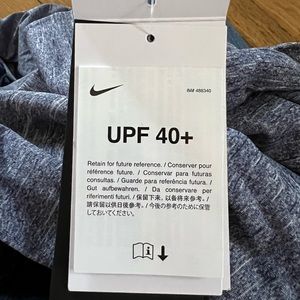 IM# 488340
UPF 40+
Retain for future reference. / Conserver pour
référence future. / Conservar para futuras
consultas. / Guarde para referência futura. /
Gut aufbewahren. / Da conservare per
riferimenti futuri. / 保留下来，以备将来参考。/
請保留以供日後參考。/ 今後の参考のために保管
しておいてください。